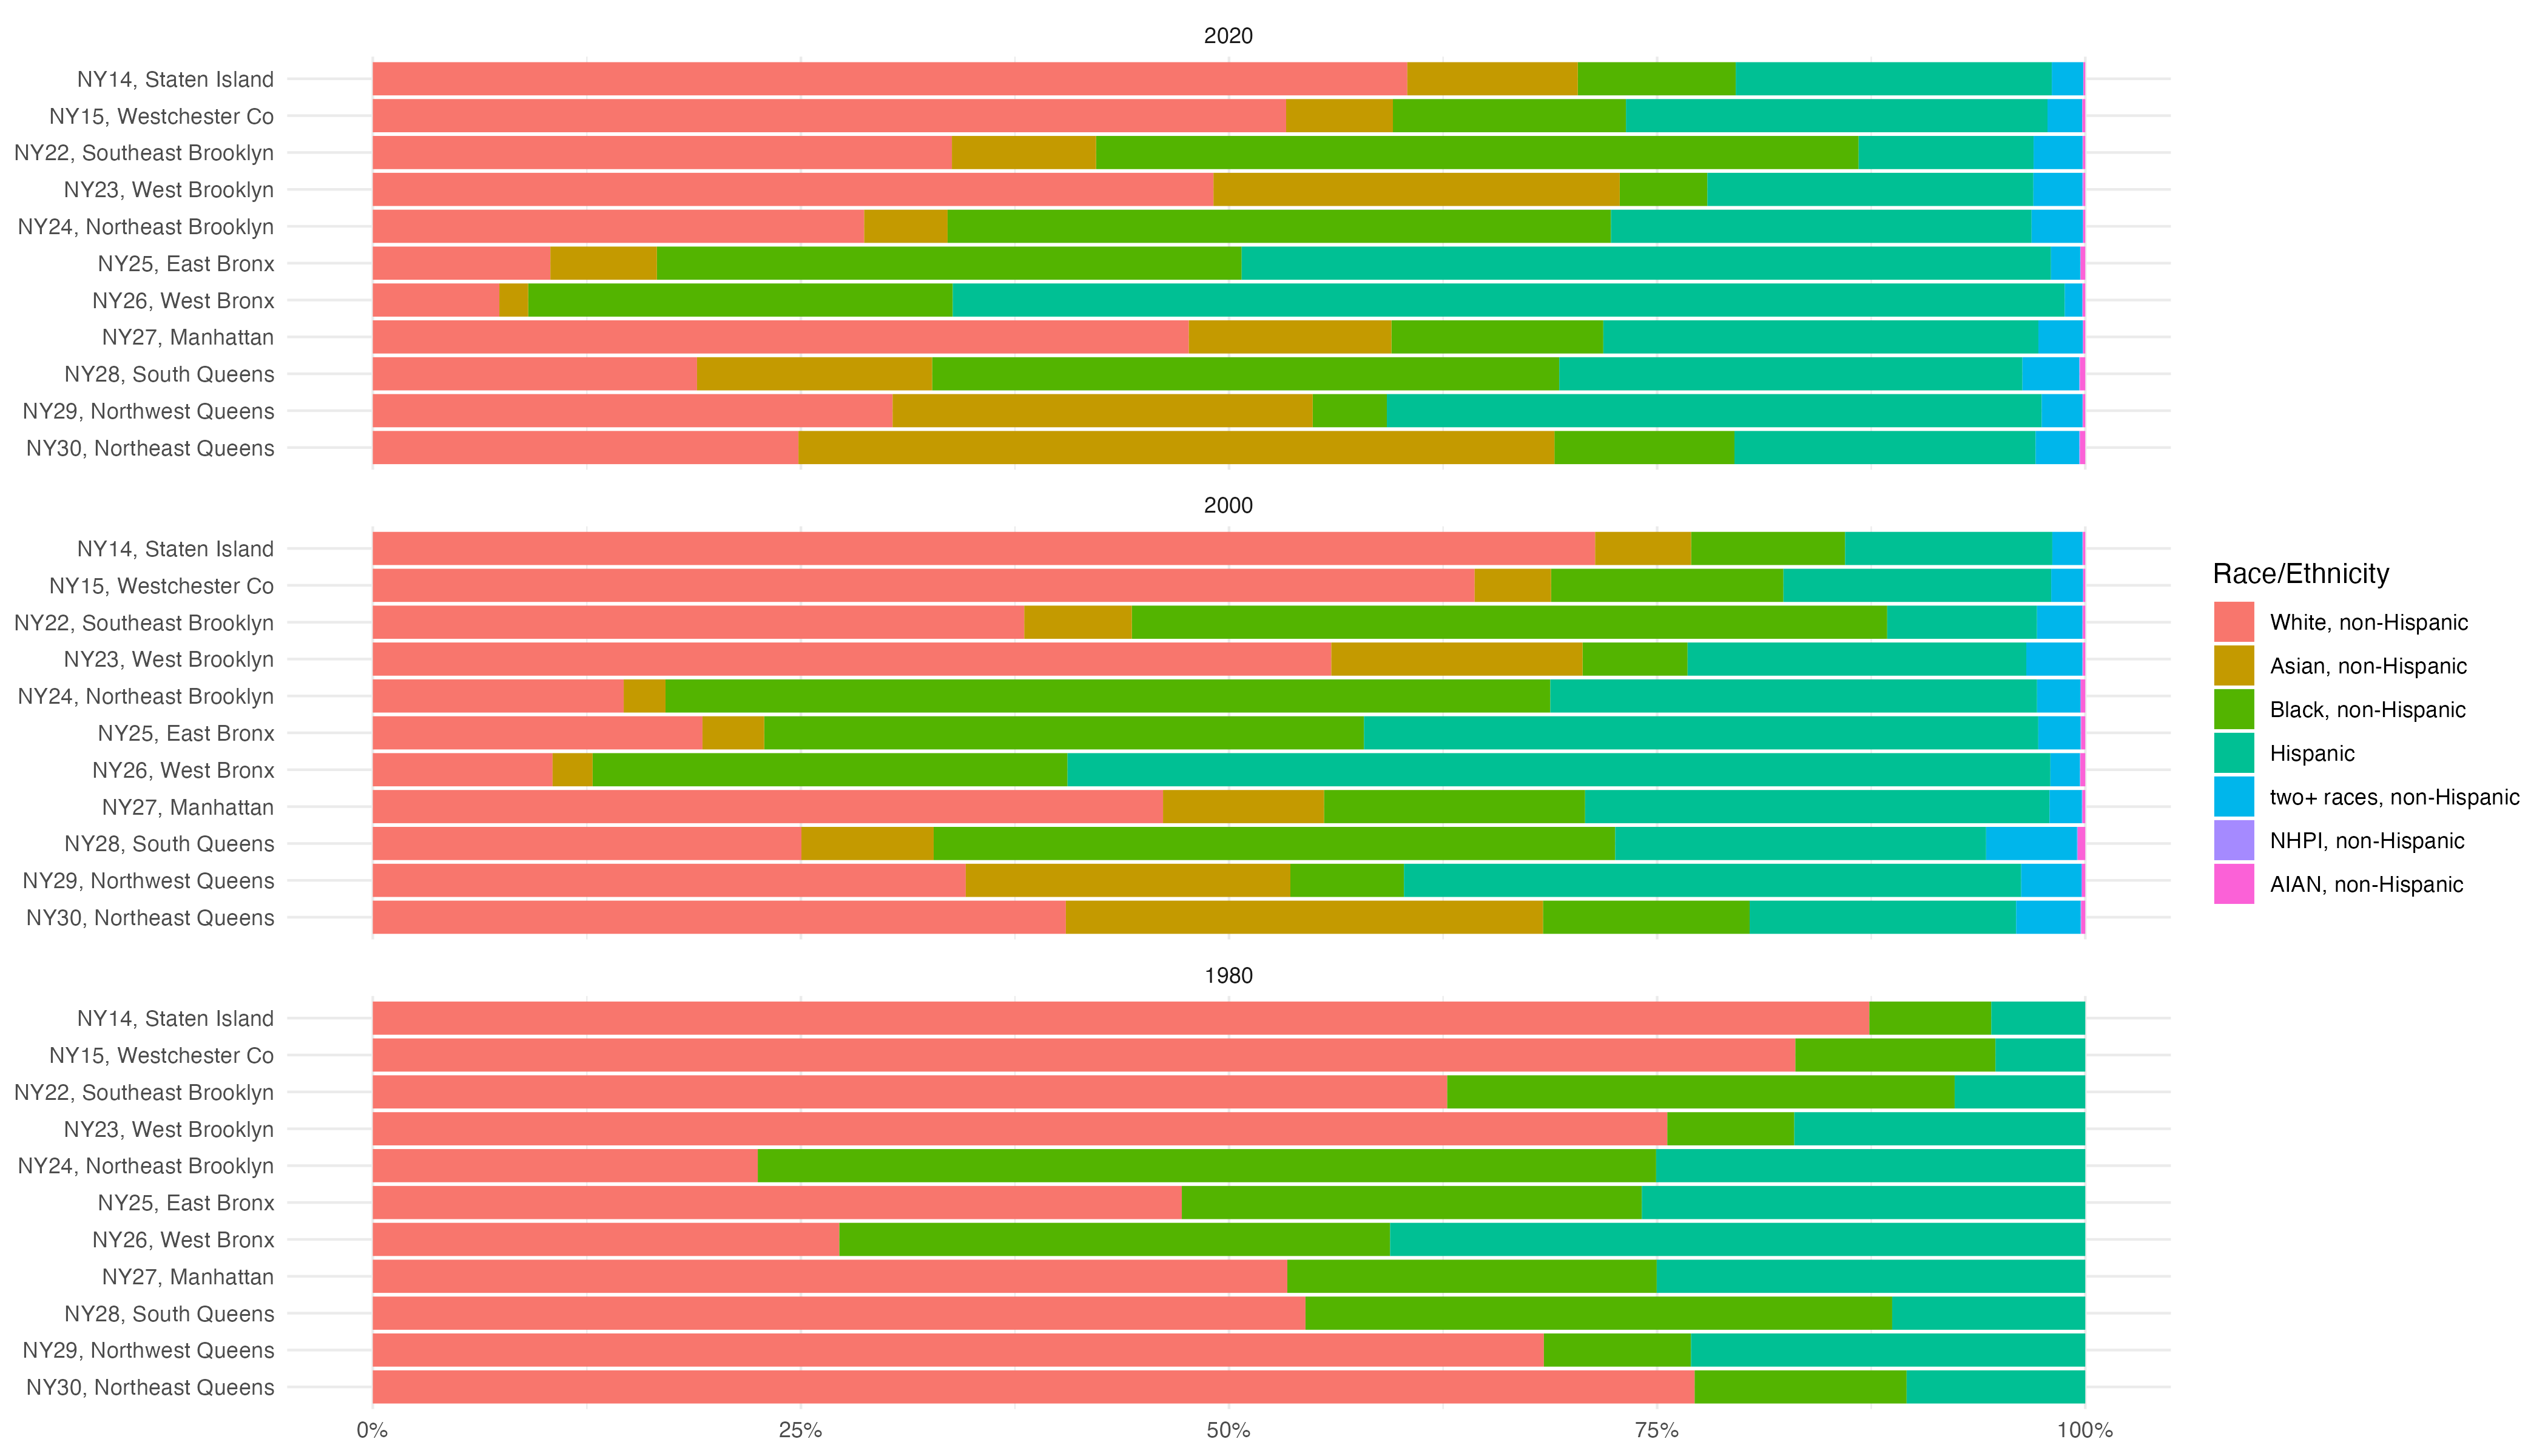 2020
NY14, Staten Island
NY15, Westchester Co
NY22, Southeast Brooklyn
NY23, West Brooklyn
NY24, Northeast Brooklyn
NY25, East Bronx
NY26, West Bronx
NY27, Manhattan
NY28, South Queens
NY29, Northwest Queens
NY30, Northeast Queens
2000
NY14, Staten Island
NY15, Westchester Co
NY22, Southeast Brooklyn
NY23, West Brooklyn
NY24, Northeast Brooklyn
NY25, East Bronx
NY26, West Bronx
NY27, Manhattan
NY28, South Queens
NY29, Northwest Queens
NY30, Northeast Queens
1980
NY14, Staten Island
NY15, Westchester Co
NY22, Southeast Brooklyn
NY23, West Brooklyn
NY24, Northeast Brooklyn
NY25, East Bronx
NY26, West Bronx
NY27, Manhattan
NY28, South Queens
NY29, Northwest Queens
NY30, Northeast Queens
0% 25% 50% 75% 100%
Race/Ethnicity
White, non-Hispanic
Asian, non-Hispanic
Black, non-Hispanic
Hispanic
two+ races, non-Hispanic
NHPI, non-Hispanic
AIAN, non-Hispanic